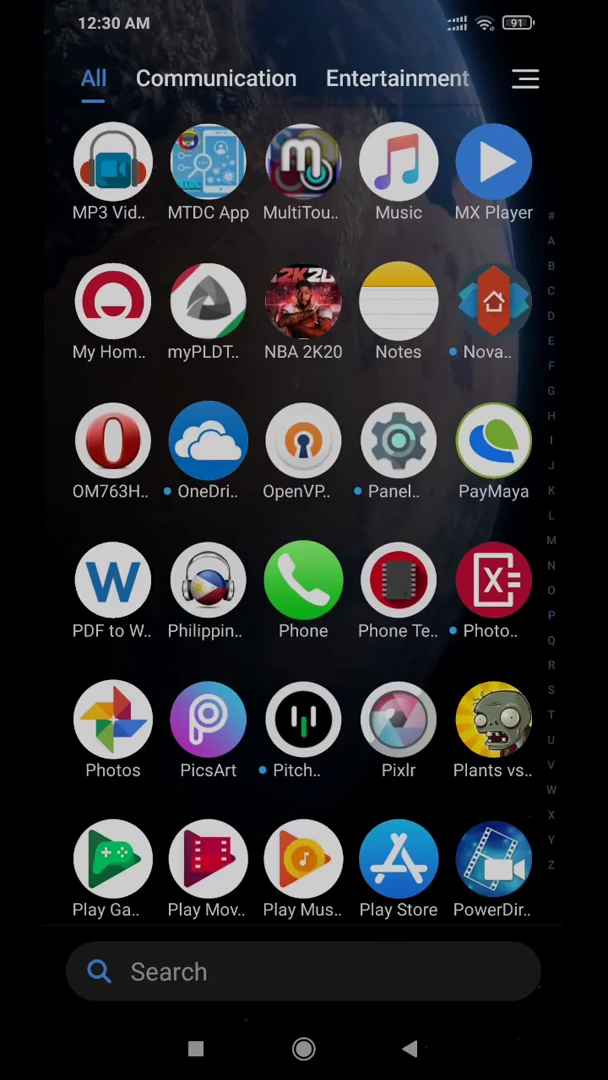 12:30 AM
91
All Communication Entertainment
MP3 Vid.. MTDC App MultiTou.. Music MX Player
My Hom.. myPLDT.. NBA 2K20 Notes Nova..
OM763H.. OneDri.. OpenVP.. Panel.. PayMaya
PDF to W.. Philippin.. Phone Phone Te.. Photo..
Photos PicsArt Pitch.. Pixlr Plants vs..
Play Ga.. Play Mov.. Play Mus.. Play Store PowerDir..
Search
#
A
B
C
D
E
F
G
H
I
J
K
L
M
N
O
P
Q
R
S
T
U
V
W
X
Y
Z